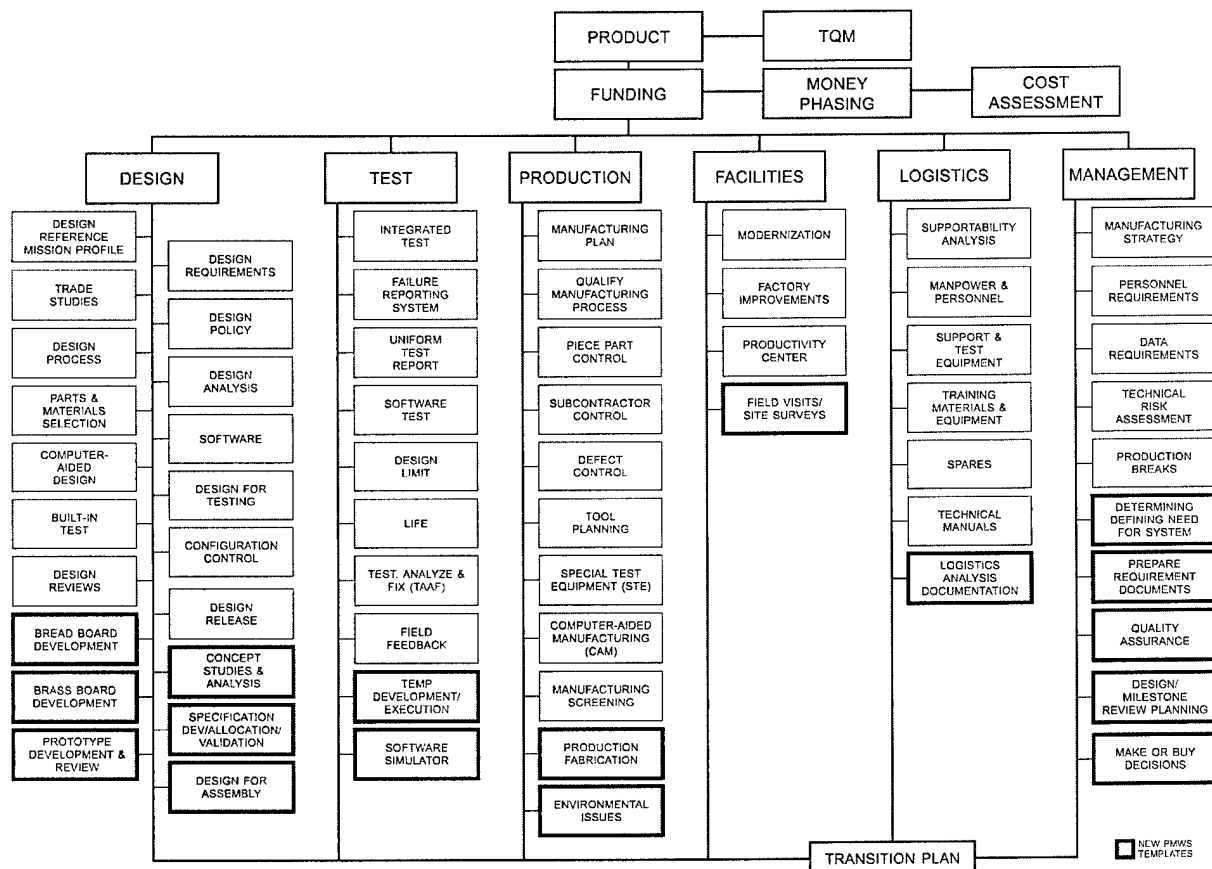 PRODUCT
TQM
FUNDING
MONEY
PHASING
COST
ASSESSMENT
DESIGN
TEST
PRODUCTION
FACILITIES
LOGISTICS
MANAGEMENT
DESIGN
REFERENCE
MISSION PROFILE
TRADE
STUDIES
DESIGN
PROCESS
PARTS &
MATERIALS
SELECTION
COMPUTER-
AIDED
DESIGN
BUILT-IN
TEST
DESIGN
REVIEWS
BREAD BOARD
DEVELOPMENT
BRASS BOARD
DEVELOPMENT
PROTOTYPE
DEVELOPMENT &
REVIEW
DESIGN
REQUIREMENTS
DESIGN
POLICY
DESIGN
ANALYSIS
SOFTWARE
DESIGN FOR
TESTING
CONFIGURATION
CONTROL
DESIGN
RELEASE
CONCEPT
STUDIES &
ANALYSIS
SPECIFICATION
DEV/ALLOCATION/
VALIDATION
DESIGN FOR
ASSEMBLY
INTEGRATED
TEST
FAILURE
REPORTING
SYSTEM
UNIFORM
TEST
REPORT
SOFTWARE
TEST
DESIGN
LIMIT
LIFE
TEST. ANALYZE &
FIX (TAAF)
FIELD
FEEDBACK
TEMP
DEVELOPMENT/
EXECUTION
SOFTWARE
SIMULATOR
MANUFACTURING
PLAN
QUALIFY
MANUFACTURING
PROCESS
PIECE PART
CONTROL
SUBCONTRACTOR
CONTROL
DEFECT
CONTROL
TOOL
PLANNING
SPECIAL TEST
EQUIPMENT (STE)
COMPUTER-AIDED
MANUFACTURING
(CAM)
MANUFACTURING
SCREENING
PRODUCTION
FABRICATION
ENVIRONMENTAL
ISSUES
MODERNIZATION
FACTORY
IMPROVEMENTS
PRODUCTIVITY
CENTER
FIELD VISITS/
SITE SURVEYS
SUPPORTABILITY
ANALYSIS
MANPOWER &
PERSONNEL
SUPPORT &
TEST
EQUIPMENT
TRAINING
MATERIALS &
EQUIPMENT
SPARES
TECHNICAL
MANUALS
LOGISTICS
ANALYSIS
DOCUMENTATION
MANUFACTURING
STRATEGY
PERSONNEL
REQUIREMENTS
DATA
REQUIREMENTS
TECHNICAL
RISK
ASSESSMENT
PRODUCTION
BREAKS
DETERMINING
DEFINING NEED
FOR SYSTEM
PREPARE
REQUIREMENT
DOCUMENTS
QUALITY
ASSURANCE
DESIGN/
MILESTONE
REVIEW PLANNING
MAKE OR BUY
DECISIONS
TRANSITION PLAN
NEW PMWS
TEMPLATES